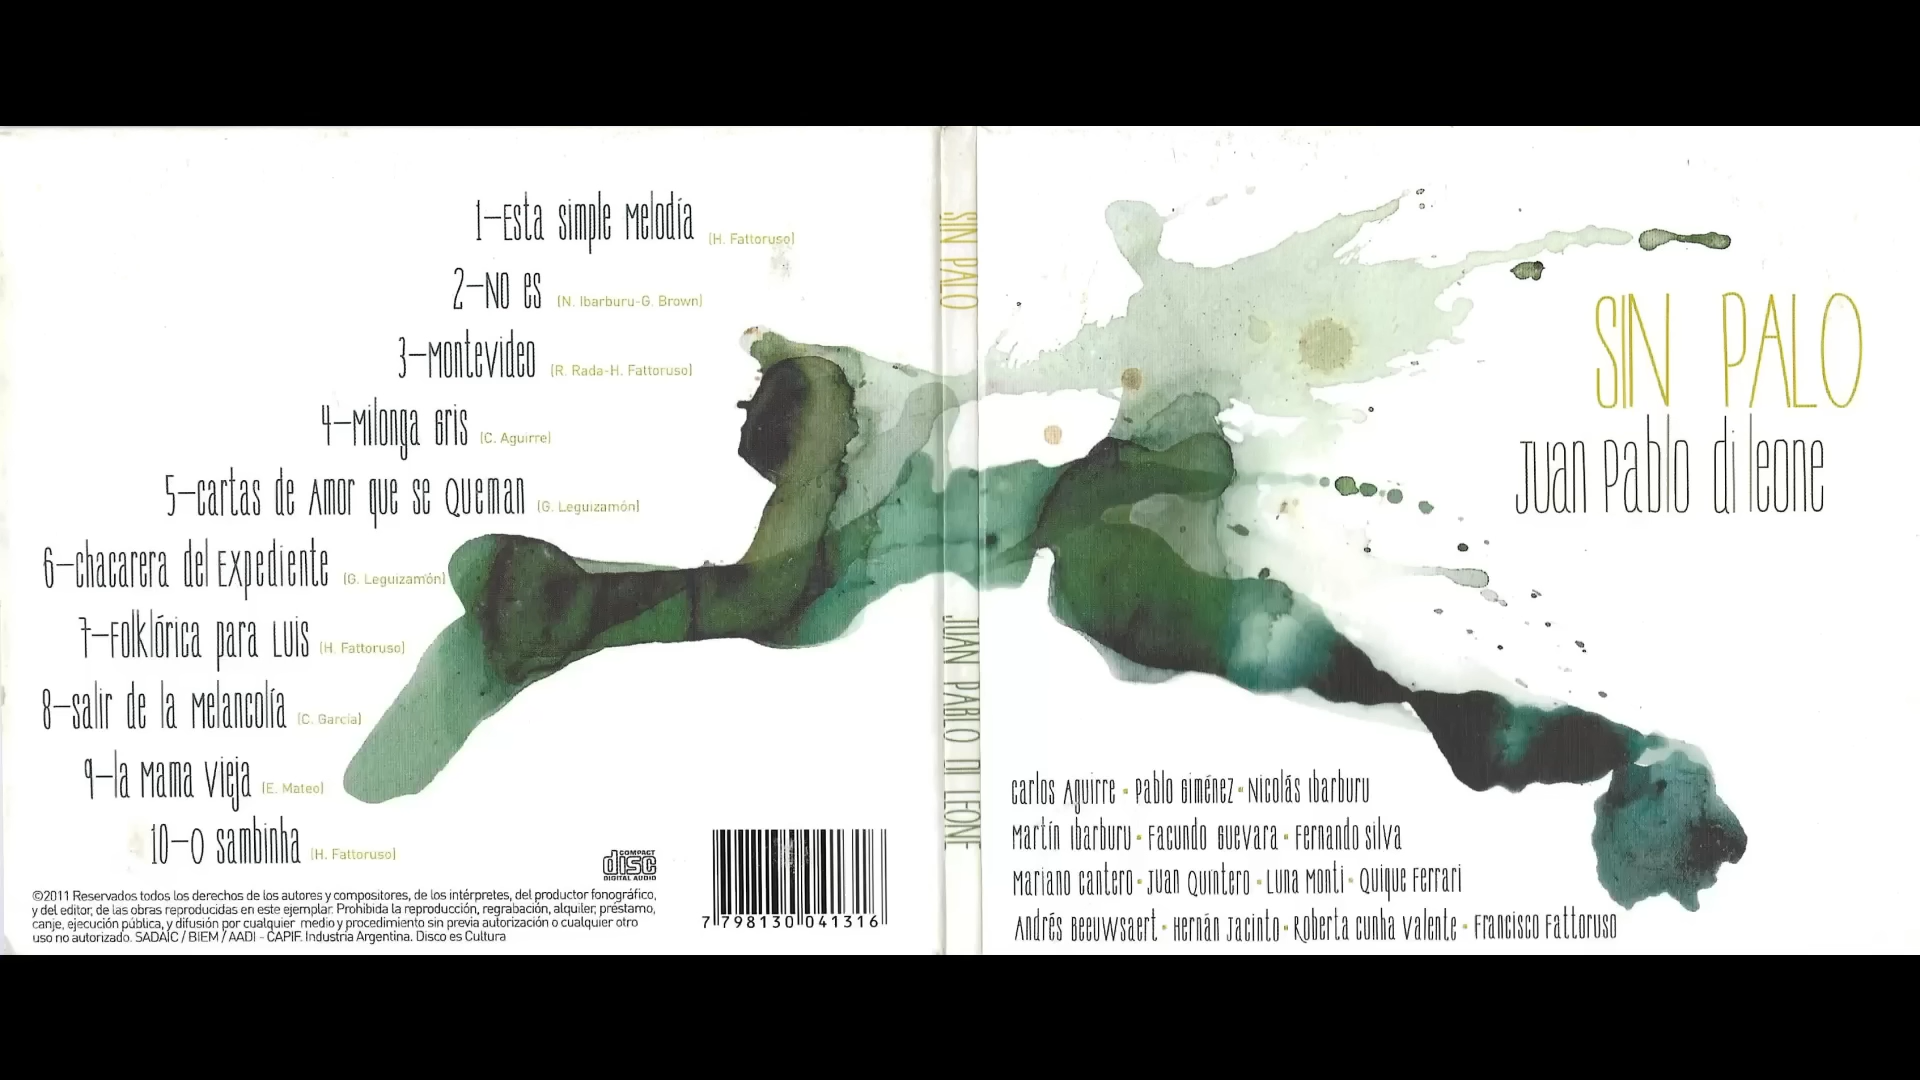 1-Esta Simple Melodía (H. Fattoruso)
2-No es (N. Ibarburu-G. Brown)
3-Montevideo (R. Rada-H. Fattoruso)
4-Milonga Gris (C. Aguirre)
5-Cartas de Amor que se Queman (G. Leguizamón)
6-Chacarera del Expediente (G. Leguizamón)
7-Folklórica para Luis (H. Fattoruso)
8-Salir de la Melancolía (C. García)
9-La Mama Vieja (E. Mateo)
10-O Sambinha (H. Fattoruso)
COMPACT
disc
DIGITAL AUDIO
7 798130 041316
©2011 Reservados todos los derechos de los autores y compositores, de los intérpretes, del productor fonográfico,
y del editor, de las obras reproducidas en este ejemplar. Prohibida la reproducción, regrabación, alquiler, préstamo,
canje, ejecución pública, y difusión por cualquier medio y procedimiento sin previa autorización o cualquier otro
uso no autorizado. SADAIC / BIEM / AADI - CAPIF. Industria Argentina. Disco es Cultura
SIN PALO
JUAN PABLO DI LEONE
SIN PALO
Juan Pablo di leone
Carlos Aguirre • Pablo Giménez • Nicolás Ibarburu
Martín Ibarburu • Facundo Guevara • Fernando Silva
Mariano Cantero • Juan Quintero • Luna Monti • Quique Ferrari
Andrés Beeuwsaert • Hernán Jacinto • Roberta Cunha Valente • Francisco Fattoruso